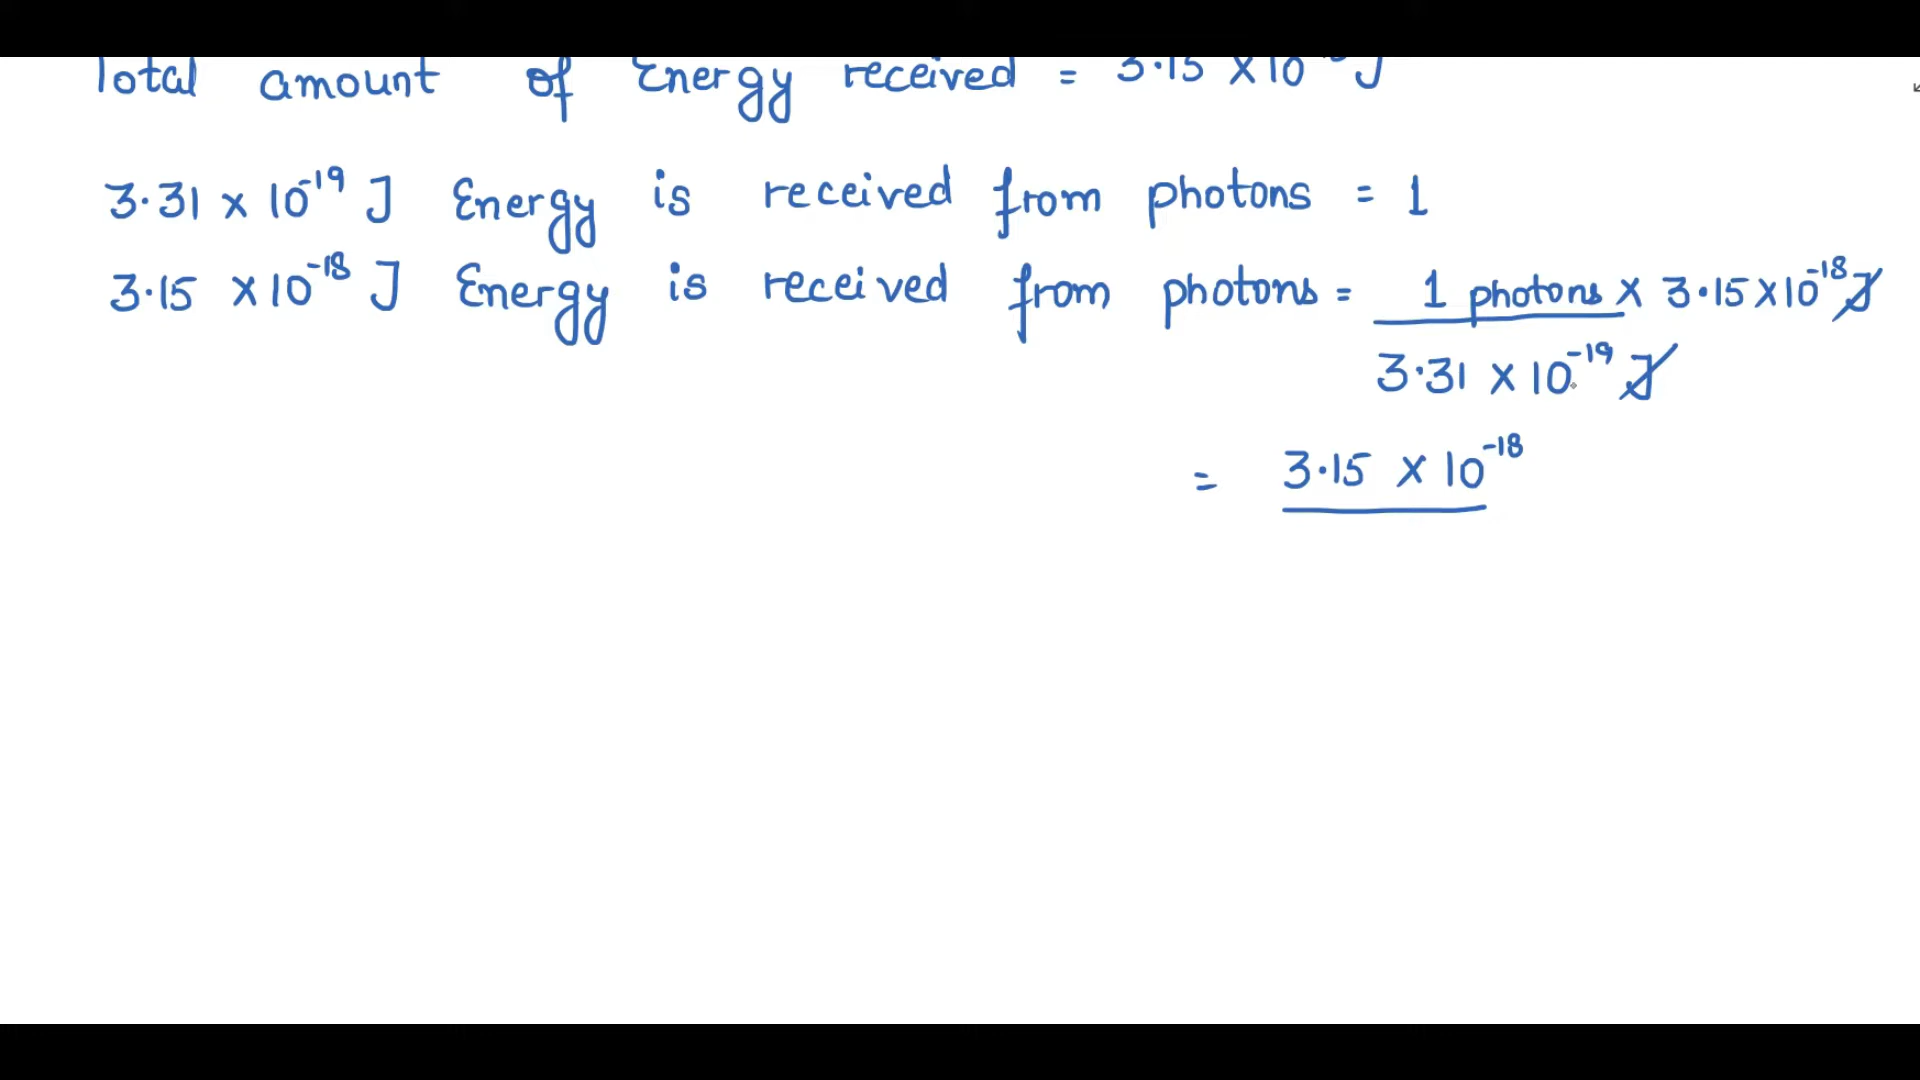 Total amount of Energy received = 3.15 × 10 J
3.31 × 10⁻¹⁹ J Energy is received from photons = 1
3.15 × 10⁻¹⁸ J Energy is received from photons = 1 photons × 3.15 × 10⁻¹⁸ J
3.31 × 10⁻¹⁹ J
= 3.15 × 10⁻¹⁸